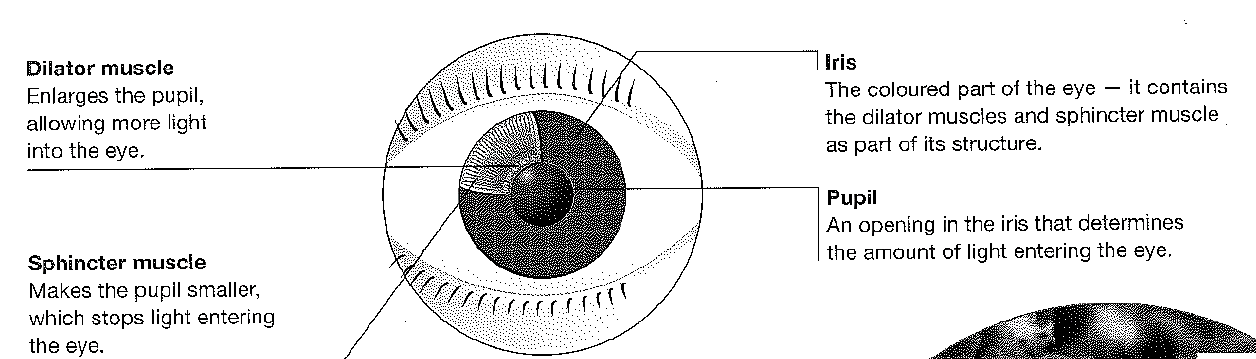 Dilator muscle
Enlarges the pupil,
allowing more light
into the eye.
Sphincter muscle
Makes the pupil smaller,
which stops light entering
the eye.
Iris
The coloured part of the eye — it contains
the dilator muscles and sphincter muscle
as part of its structure.
Pupil
An opening in the iris that determines
the amount of light entering the eye.